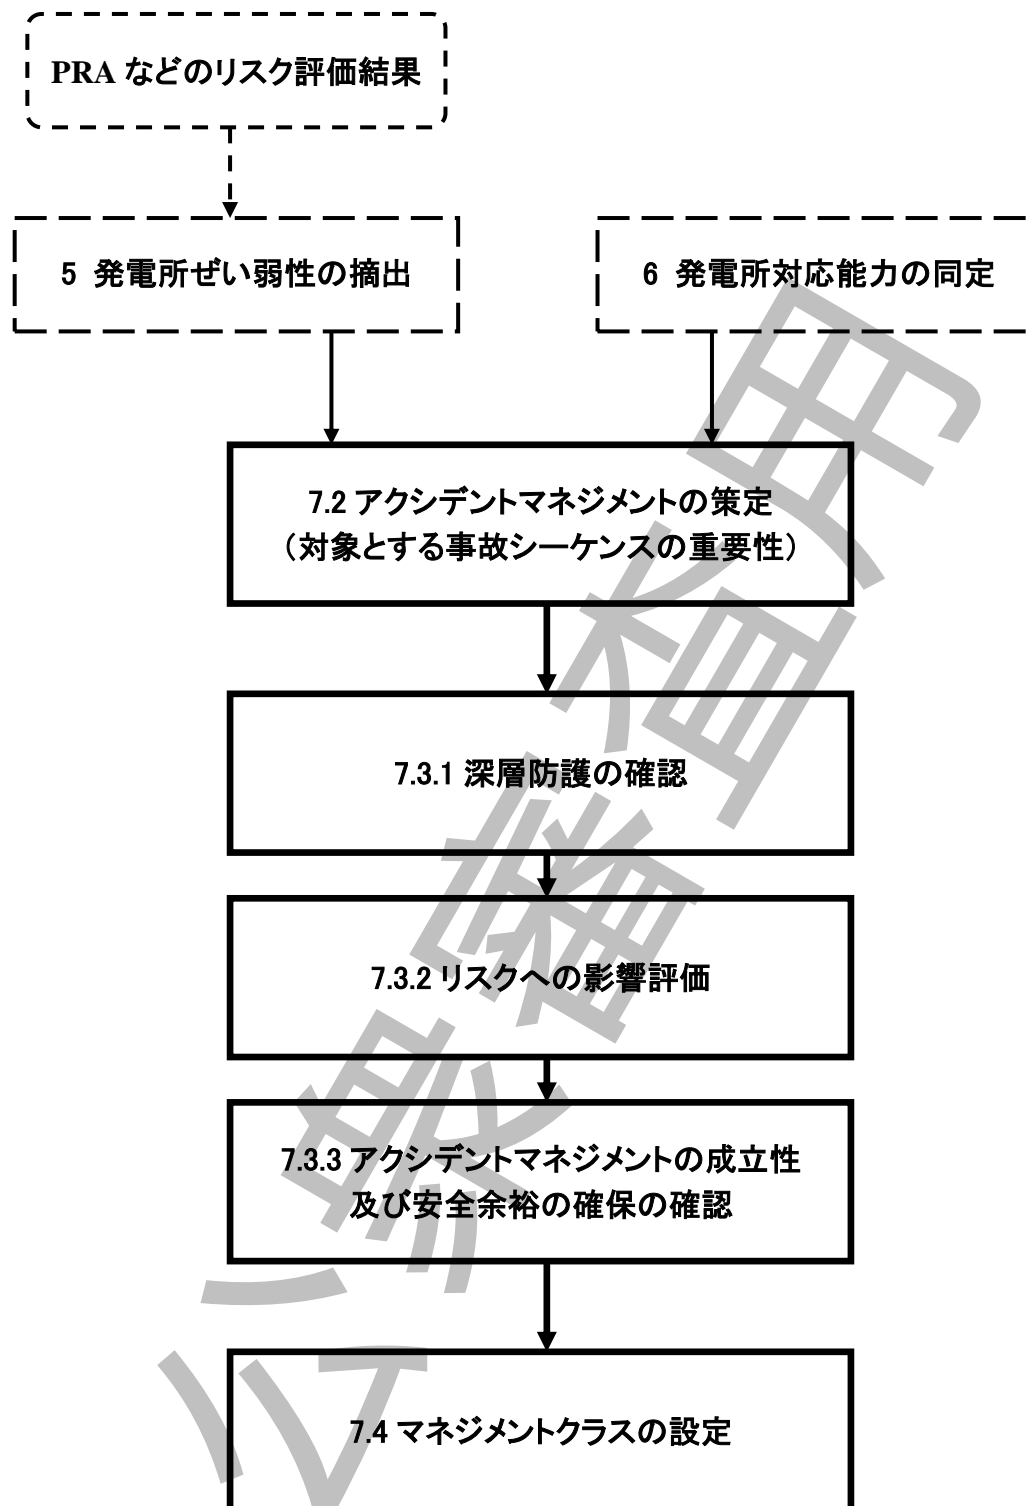 PRA などのリスク評価結果
5 発電所ぜい弱性の摘出
6 発電所対応能力の同定
7.2 アクシデントマネジメントの策定
（対象とする事故シーケンスの重要性）
7.3.1 深層防護の確認
7.3.2 リスクへの影響評価
7.3.3 アクシデントマネジメントの成立性
及び安全余裕の確保の確認
7.4 マネジメントクラスの設定
公衆審査用